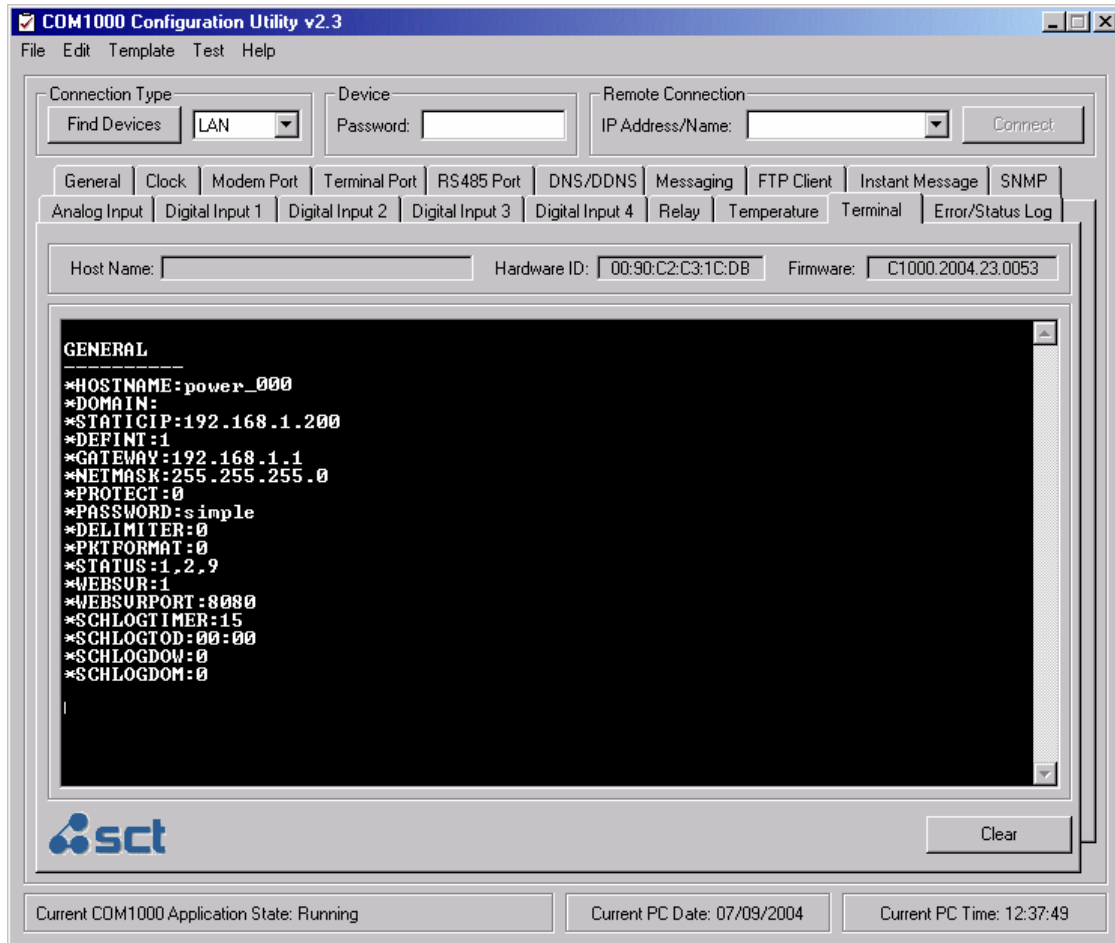 COM1000 Configuration Utility v2.3
File Edit Template Test Help
Connection Type Device Remote Connection
Find Devices LAN Password: IP Address/Name: Connect
General Clock Modem Port Terminal Port RS485 Port DNS/DDNS Messaging FTP Client Instant Message SNMP
Analog Input Digital Input 1 Digital Input 2 Digital Input 3 Digital Input 4 Relay Temperature Terminal Error/Status Log
Host Name: Hardware ID: 00:90:C2:C3:1C:DB Firmware: C1000.2004.23.0053
GENERAL
----------
*HOSTNAME:power_000
*DOMAIN:
*STATICIP:192.168.1.200
*DEFINT:1
*GATEWAY:192.168.1.1
*NETMASK:255.255.255.0
*PROTECT:0
*PASSWORD:simple
*DELIMITER:0
*PKTFORMAT:0
*STATUS:1,2,9
*WEBSVR:1
*WEBSVRPORT:8080
*SCHLOGTIMER:15
*SCHLOGTOD:00:00
*SCHLOGDOW:0
*SCHLOGDOM:0
sct Clear
Current COM1000 Application State: Running Current PC Date: 07/09/2004 Current PC Time: 12:37:49